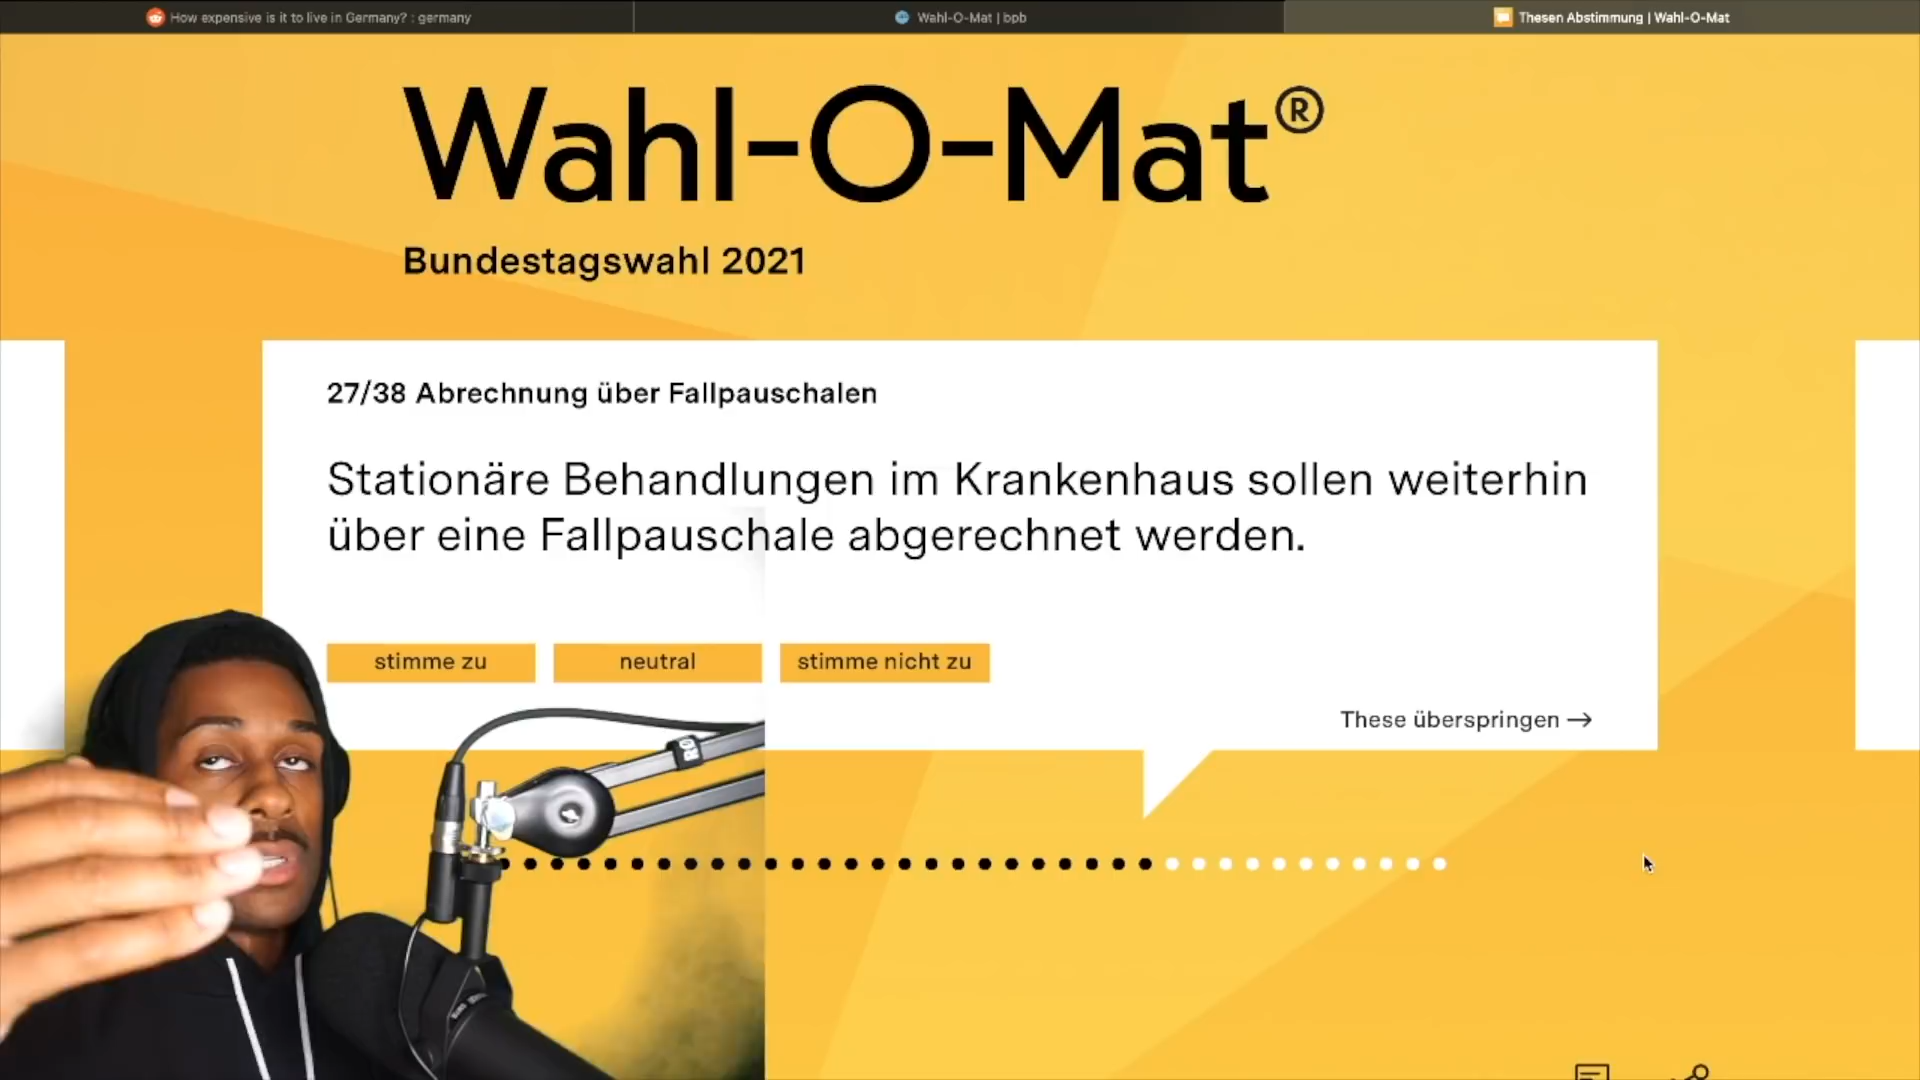 How expensive is it to live in Germany? : germany
Wahl-O-Mat | bpb
Thesen Abstimmung | Wahl-O-Mat
Wahl-O-Mat®
Bundestagswahl 2021
27/38 Abrechnung über Fallpauschalen
Stationäre Behandlungen im Krankenhaus sollen weiterhin
über eine Fallpauschale abgerechnet werden.
stimme zu
neutral
stimme nicht zu
These überspringen →